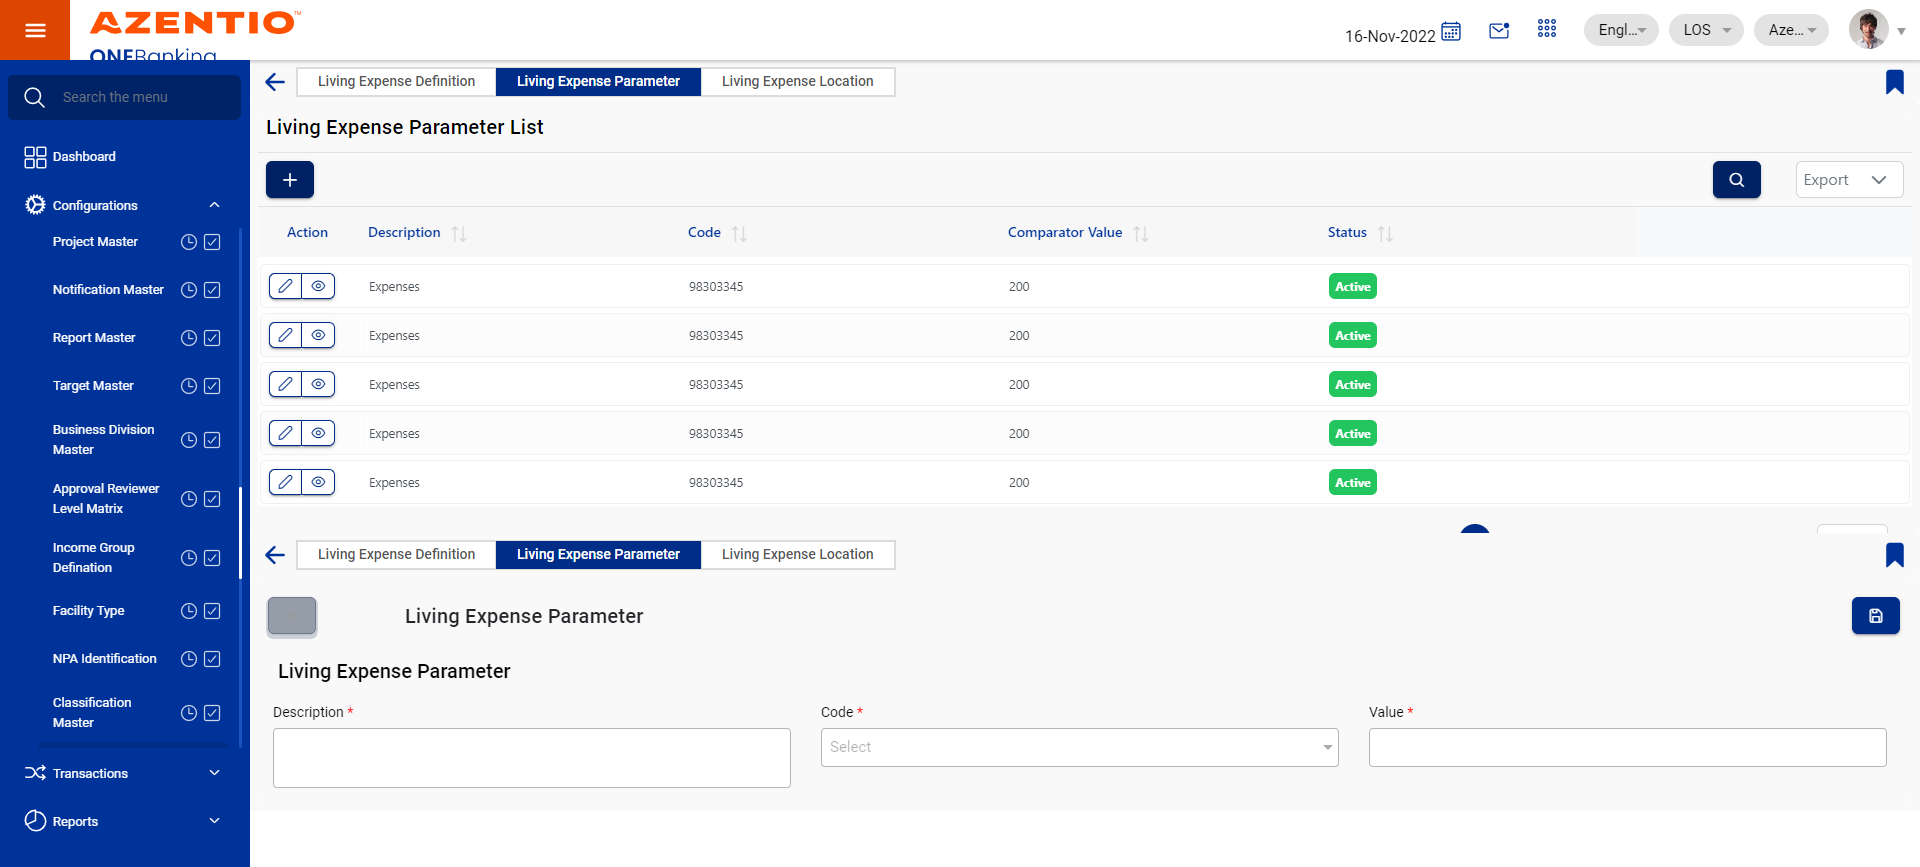 AZENTIO™
ONEBanking
16-Nov-2022
Engl...
LOS
Aze...
Search the menu
Dashboard
Configurations
Project Master
Notification Master
Report Master
Target Master
Business Division
Master
Approval Reviewer
Level Matrix
Income Group
Defination
Facility Type
NPA Identification
Classification
Master
Transactions
Reports
Living Expense Definition
Living Expense Parameter
Living Expense Location
Living Expense Parameter List
Export
Action Description Code Comparator Value Status
Expenses 98303345 200 Active
Expenses 98303345 200 Active
Expenses 98303345 200 Active
Expenses 98303345 200 Active
Expenses 98303345 200 Active
Living Expense Definition
Living Expense Parameter
Living Expense Location
Living Expense Parameter
Living Expense Parameter
Description * Code * Value *
Select